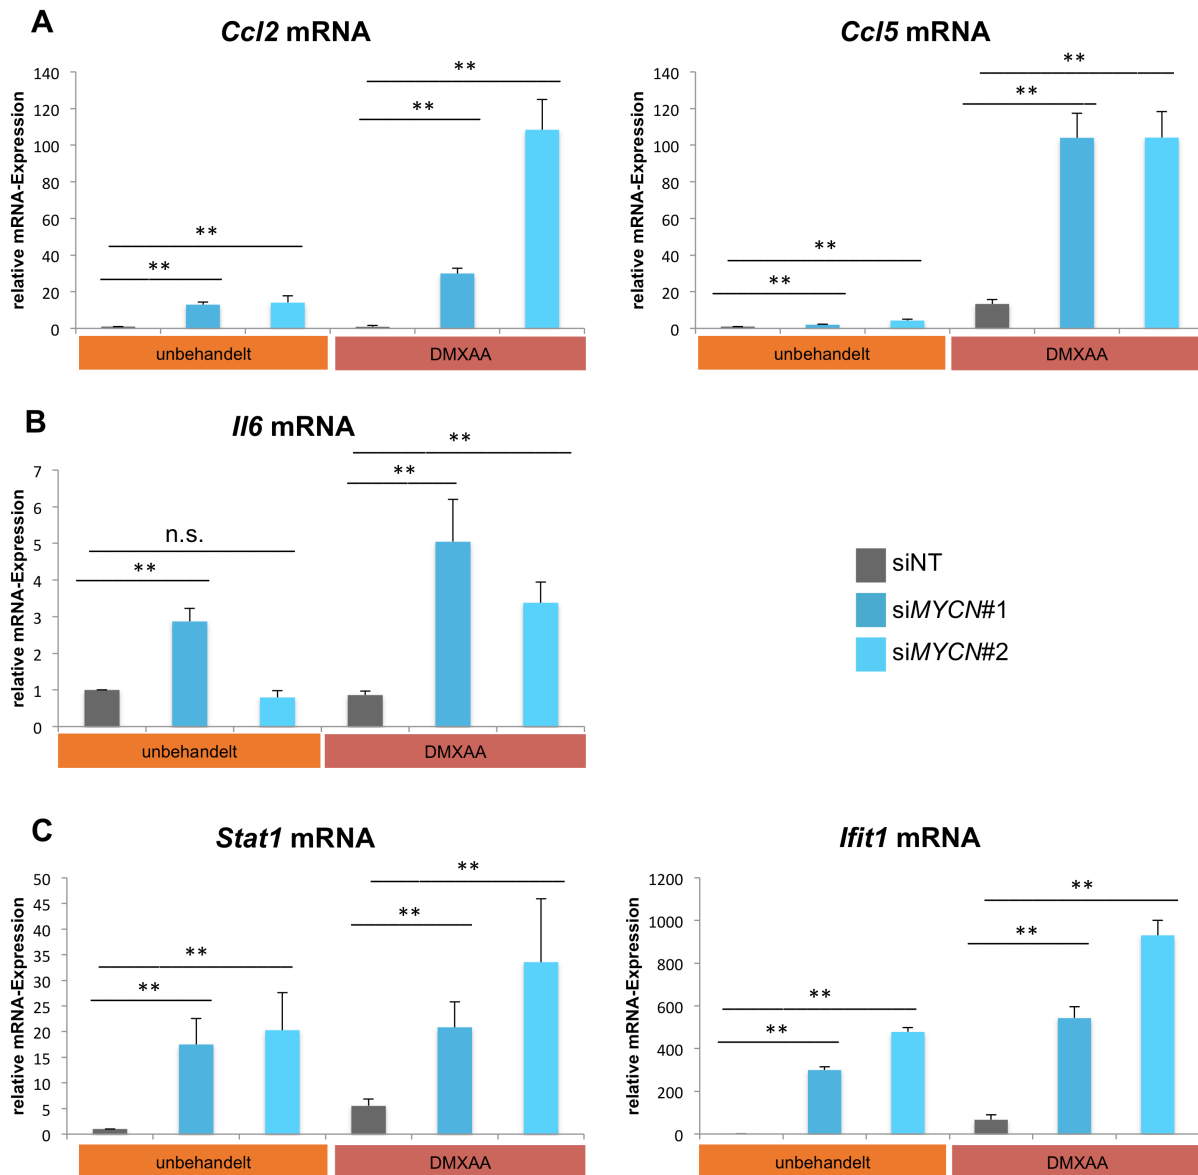 A
Ccl2 mRNA
relative mRNA-Expression
140
120
100
80
60
40
20
0
**
**
**
**
unbehandelt
DMXAA
Ccl5 mRNA
relative mRNA-Expression
140
120
100
80
60
40
20
0
**
**
**
**
unbehandelt
DMXAA
B
Il6 mRNA
relative mRNA-Expression
7
6
5
4
3
2
1
0
n.s.
**
**
**
unbehandelt
DMXAA
siNT
siMYCN#1
siMYCN#2
C
Stat1 mRNA
relative mRNA-Expression
50
45
40
35
30
25
20
15
10
5
0
**
**
**
**
unbehandelt
DMXAA
Ifit1 mRNA
relative mRNA-Expression
1200
1000
800
600
400
200
0
**
**
**
**
unbehandelt
DMXAA